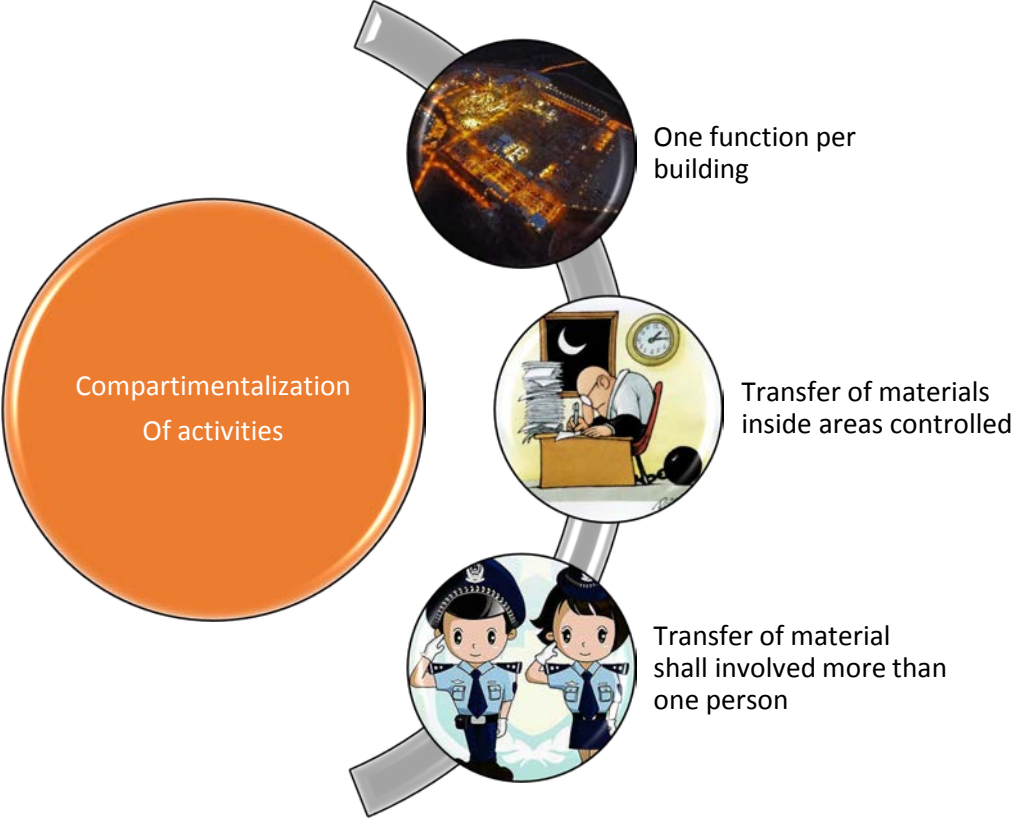 Compartimentalization
Of activities
One function per
building
Transfer of materials
inside areas controlled
Transfer of material
shall involved more than
one person